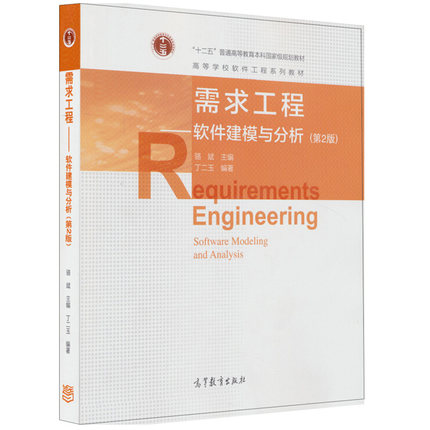 十二五
"十二五"普通高等教育本科国家级规划教材
高等学校软件工程系列教材
需求工程
软件建模与分析(第2版)
骆斌 主编
丁二玉 编著
Requirements
Engineering
Software Modeling
and Analysis
高等教育出版社
需求工程——软件建模与分析(第2版)
骆斌 主编 丁二玉 编著